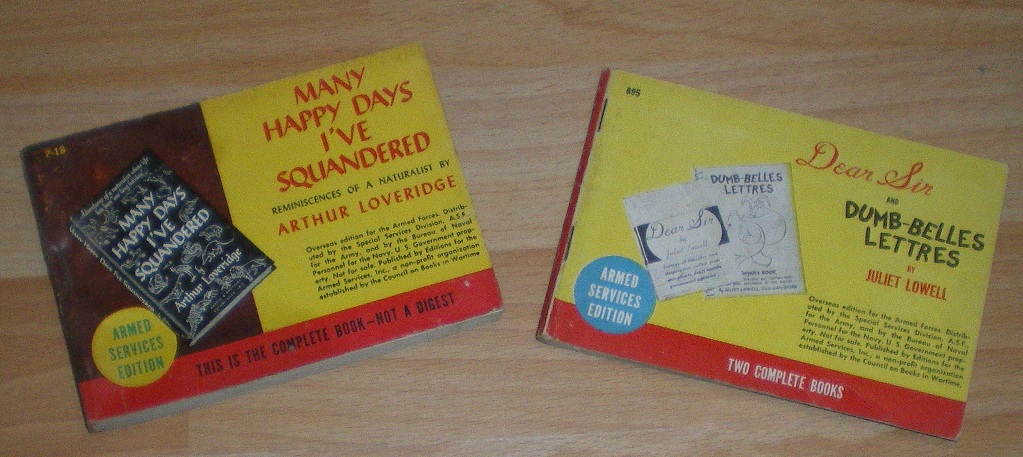 P-18
MANY
HAPPY DAYS
I'VE
SQUANDERED
REMINISCENCES OF A NATURALIST BY
ARTHUR LOVERIDGE
Overseas edition for the Armed Forces. Distrib-
uted by the Special Services Division, A.S.F.,
for the Army, and by the Bureau of Naval
Personnel for the Navy. U. S. Government prop-
erty. Not for sale. Published by Editions for the
Armed Services, Inc., a non-profit organization
established by the Council on Books in Wartime
MANY
HAPPY DAYS
I'VE
SQUANDERED
by
Arthur Loveridge
ARMED
SERVICES
EDITION
THIS IS THE COMPLETE BOOK—NOT A DIGEST
895
Dear Sir
AND
DUMB-BELLES
LETTRES
BY
JULIET LOWELL
Overseas edition for the Armed Forces. Distrib-
uted by the Special Services Division, A.S.F.,
for the Army, and by the Bureau of Naval
Personnel for the Navy. U. S. Government prop-
erty. Not for sale. Published by Editions for the
Armed Services, Inc., a non-profit organization
established by the Council on Books in Wartime.
DUMB-BELLES
LETTRES
Dear Sir
by
Juliet Lowell
ARMED
SERVICES
EDITION
TWO COMPLETE BOOKS